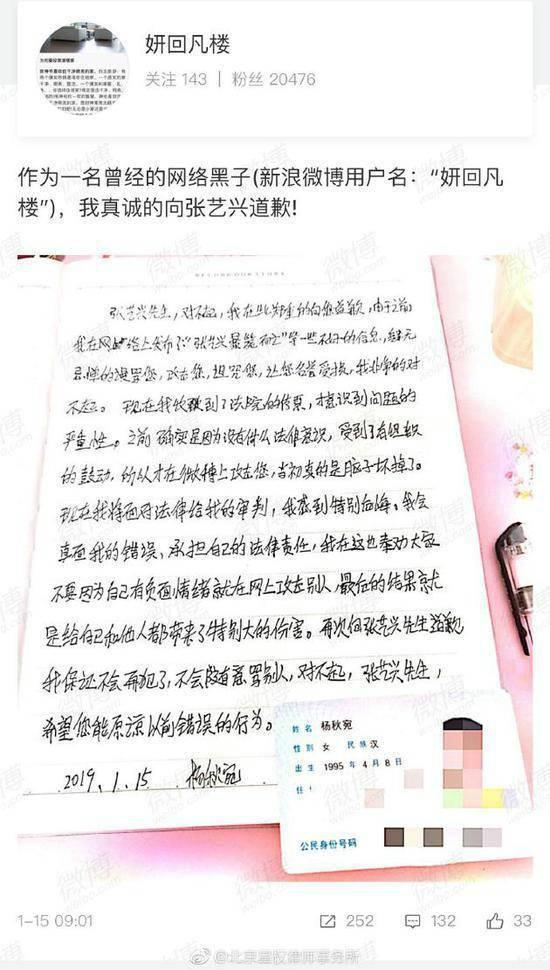 妍回凡楼
关注 143 | 粉丝 20476
作为一名曾经的网络黑子(新浪微博用户名：“妍回凡
楼”)，我真诚的向张艺兴道歉!
张艺兴先生，对不起，我在此郑重的向您道歉，由于之前
我在网络上发布了“张艺兴
等一些不好的信息，肆无
忌惮的谩骂您，攻击您，诅咒您，让您名誉受损，我非常的对
不起。现在我收到了法院的传票，才意识到问题的
严重性。之前确实是因为没有什么法律意识，受到了有组织
的鼓动，所以才在微博上攻击您，当初真的是脑子坏掉了。
现在我将面对法律给我的审判，我感到特别后悔。我会
直面我的错误，承担自己的法律责任，我在这也奉劝大家
不要因为自己有负面情绪就在网上攻击别人，最后的结果就
是给自己和他人都带来了特别大的伤害。再次向张艺兴先生道歉
我保证不会再犯了，不会随意骂别人，对不起，张艺兴先生，
希望您能原谅以前错误的行为。
2019.1.15 杨秋宛
姓名 杨秋宛
性别 女 民族 汉
出生 1995 年 4 月 8 日
住
公民身份号码
1-15 09:01
252
132
33
@北京星权律师事务所